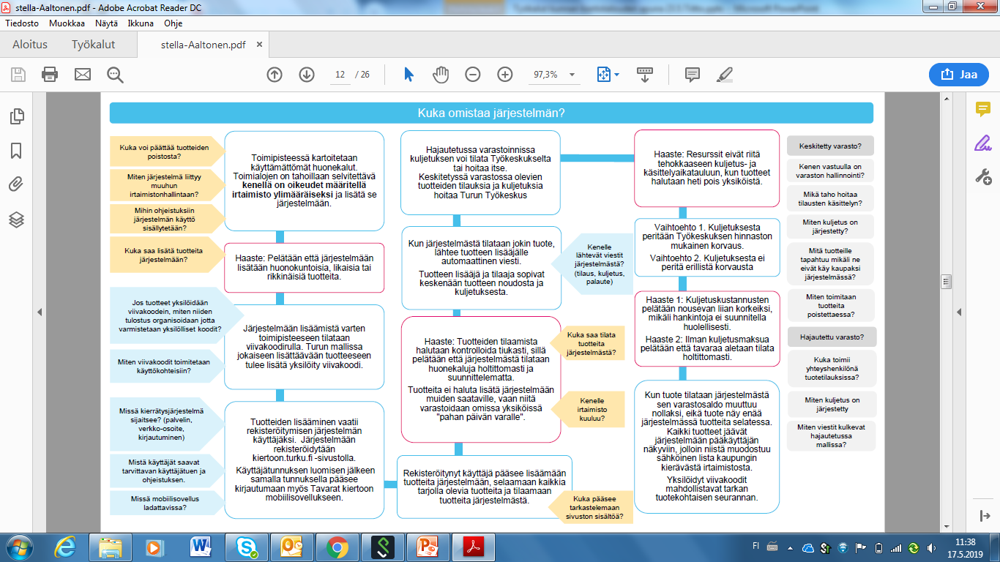 stella-Aaltonen.pdf - Adobe Acrobat Reader DC
Tiedosto Muokkaa Näytä Ikkuna Ohje
Aloitus Työkalut stella-Aaltonen.pdf
12 / 26
97,3%
Jaa
Kuka omistaa järjestelmän?
Kuka voi päättää tuotteiden
poistosta?
Miten järjestelmä liittyy
muuhun
irtaimistonhallintaan?
Mihin ohjeistuksiin
järjestelmän käyttö
sisällytetään?
Kuka saa lisätä tuotteita
järjestelmään?
Jos tuotteet yksilöidään
viivakoodein, miten niiden
tulostus organisoidaan jotta
varmistetaan yksilölliset koodit?
Miten viivakoodit toimitetaan
käyttökohteisiin?
Missä kierrätysjärjestelmä
sijaitsee? (palvelin,
verkko-osoite,
kirjautuminen)
Mistä käyttäjät saavat
tarvittavan käyttäjätuen ja
ohjeistuksen.
Missä mobiilisovellus
ladattavissa?
Toimipisteessä kartoitetaan
käyttämättömät huonekalut.
Toimialojen on tahoillaan selvitettävä
kenellä on oikeudet määritellä
irtaimisto ylimääräiseksi ja lisätä se
järjestelmään.
Haaste: Pelätään että järjestelmään
lisätään huonokuntoisia, likaisia tai
rikkinäisiä tuotteita.
Järjestelmään lisäämistä varten
toimipisteeseen tilataan
viivakoodirulla. Turun mallissa
jokaiseen lisättäävään tuotteeseen
tulee lisätä yksilöity viivakoodi.
Tuotteiden lisääminen vaatii
rekisteröitymisen järjestelmän
käyttäjäksi. Järjestelmään
rekisteröidytään
kiertoon.turku.fi -sivustolla.
Käyttäjätunnuksen luomisen jälkeen
samalla tunnuksella pääsee
kirjautumaan myös Tavarat kiertoon
mobiilisovellukseen.
Hajautetussa varastoinnissa
kuljetuksen voi tilata Työkeskukselta
tai hoitaa itse.
Keskitetyssä varastossa olevien
tuotteiden tilauksia ja kuljetuksia
hoitaa Turun Työkeskus
Kun järjestelmästä tilataan jokin tuote,
lähtee tuotteen lisääjälle
automaattinen viesti.
Tuotteen lisääjä ja tilaaja sopivat
keskenään tuotteen noudosta ja
kuljetuksesta.
Haaste: Tuotteiden tilaamista
halutaan kontrolloida tiukasti, sillä
pelätään että järjestelmästä tilataan
huonekaluja holtittomasti ja
suunnittelematta.
Tuotteita ei haluta lisätä järjestelmään
muiden saataville, vaan niitä
varastoidaan omissa yksiköissä
"pahan päivän varalle".
Rekisteröitynyt käyttäjä pääsee lisäämään
tuotteita järjestelmään, selaamaan kaikkia
tarjolla olevia tuotteita ja tilaamaan
tuotteita järjestelmästä.
Kenelle
lähtevät viestit
järjestelmästä?
(tilaus, kuljetus,
palaute)
Kuka saa tilata
tuotteita
järjestelmästä?
Kenelle
irtaimisto
kuuluu?
Kuka pääsee
tarkastelemaan
sivuston sisältöä?
Haaste: Resurssit eivät riitä
tehokkaaseen kuljetus- ja
käsittelyaikatauluun, kun tuotteet
halutaan heti pois yksiköistä.
Vaihtoehto 1. Kuljetuksesta
peritään Työkeskuksen hinnaston
mukainen korvaus.
Vaihtoehto 2. Kuljetuksesta ei
peritä erillistä korvausta
Haaste 1: Kuljetuskustannusten
pelätään nousevan liian korkeiksi,
mikäli hankintoja ei suunnitella
huolellisesti.
Haaste 2: Ilman kuljetusmaksua
pelätään että tavaraa aletaan tilata
holtittomasti.
Kun tuote tilataan järjestelmästä
sen varastosaldo muuttuu
nollaksi, eikä tuote näy enää
järjestelmässä tuotteita selatessa.
Kaikki tuotteet jäävät
järjestelmään pääkäyttäjän
näkyviin, jolloin niistä muodostuu
sähköinen lista kaupungin
kierävästä irtaimistosta.
Yksilöidyt viivakoodit
mahdollistavat tarkan
tuotekohtaisen seurannan.
Keskitetty varasto?
Kenen vastuulla on
varaston hallinnointi?
Mikä taho hoitaa
tilausten käsittelyn?
Miten kuljetus on
järjestetty?
Mitä tuotteille
tapahtuu mikäli ne
eivät käy kaupaksi
järjestelmässä?
Miten toimitaan
tuotteita
poistettaessa?
Hajautettu varasto?
Kuka toimii
yhteyshenkilönä
tuotetilauksissa?
Miten kuljetus on
järjestetty
Miten viestit kulkevat
hajautetussa
mallissa?
FI
11:38
17.5.2019